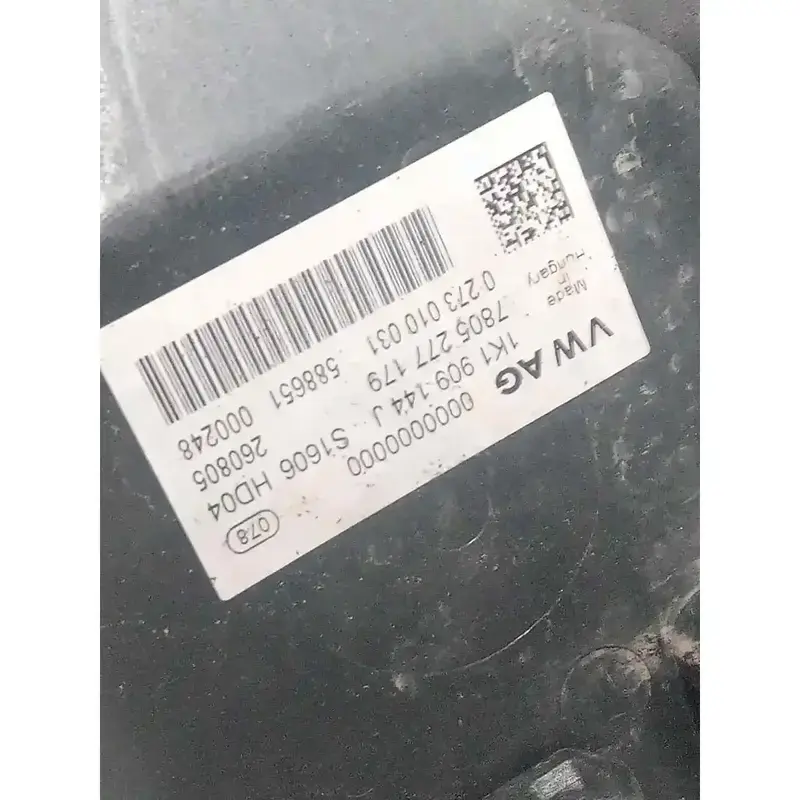 0000000000
VW AG 1K1 909 144 J S1606 HD04 078
7805 277 179 260805
0 273 010 031 588651 000248
Made
in
Hungary